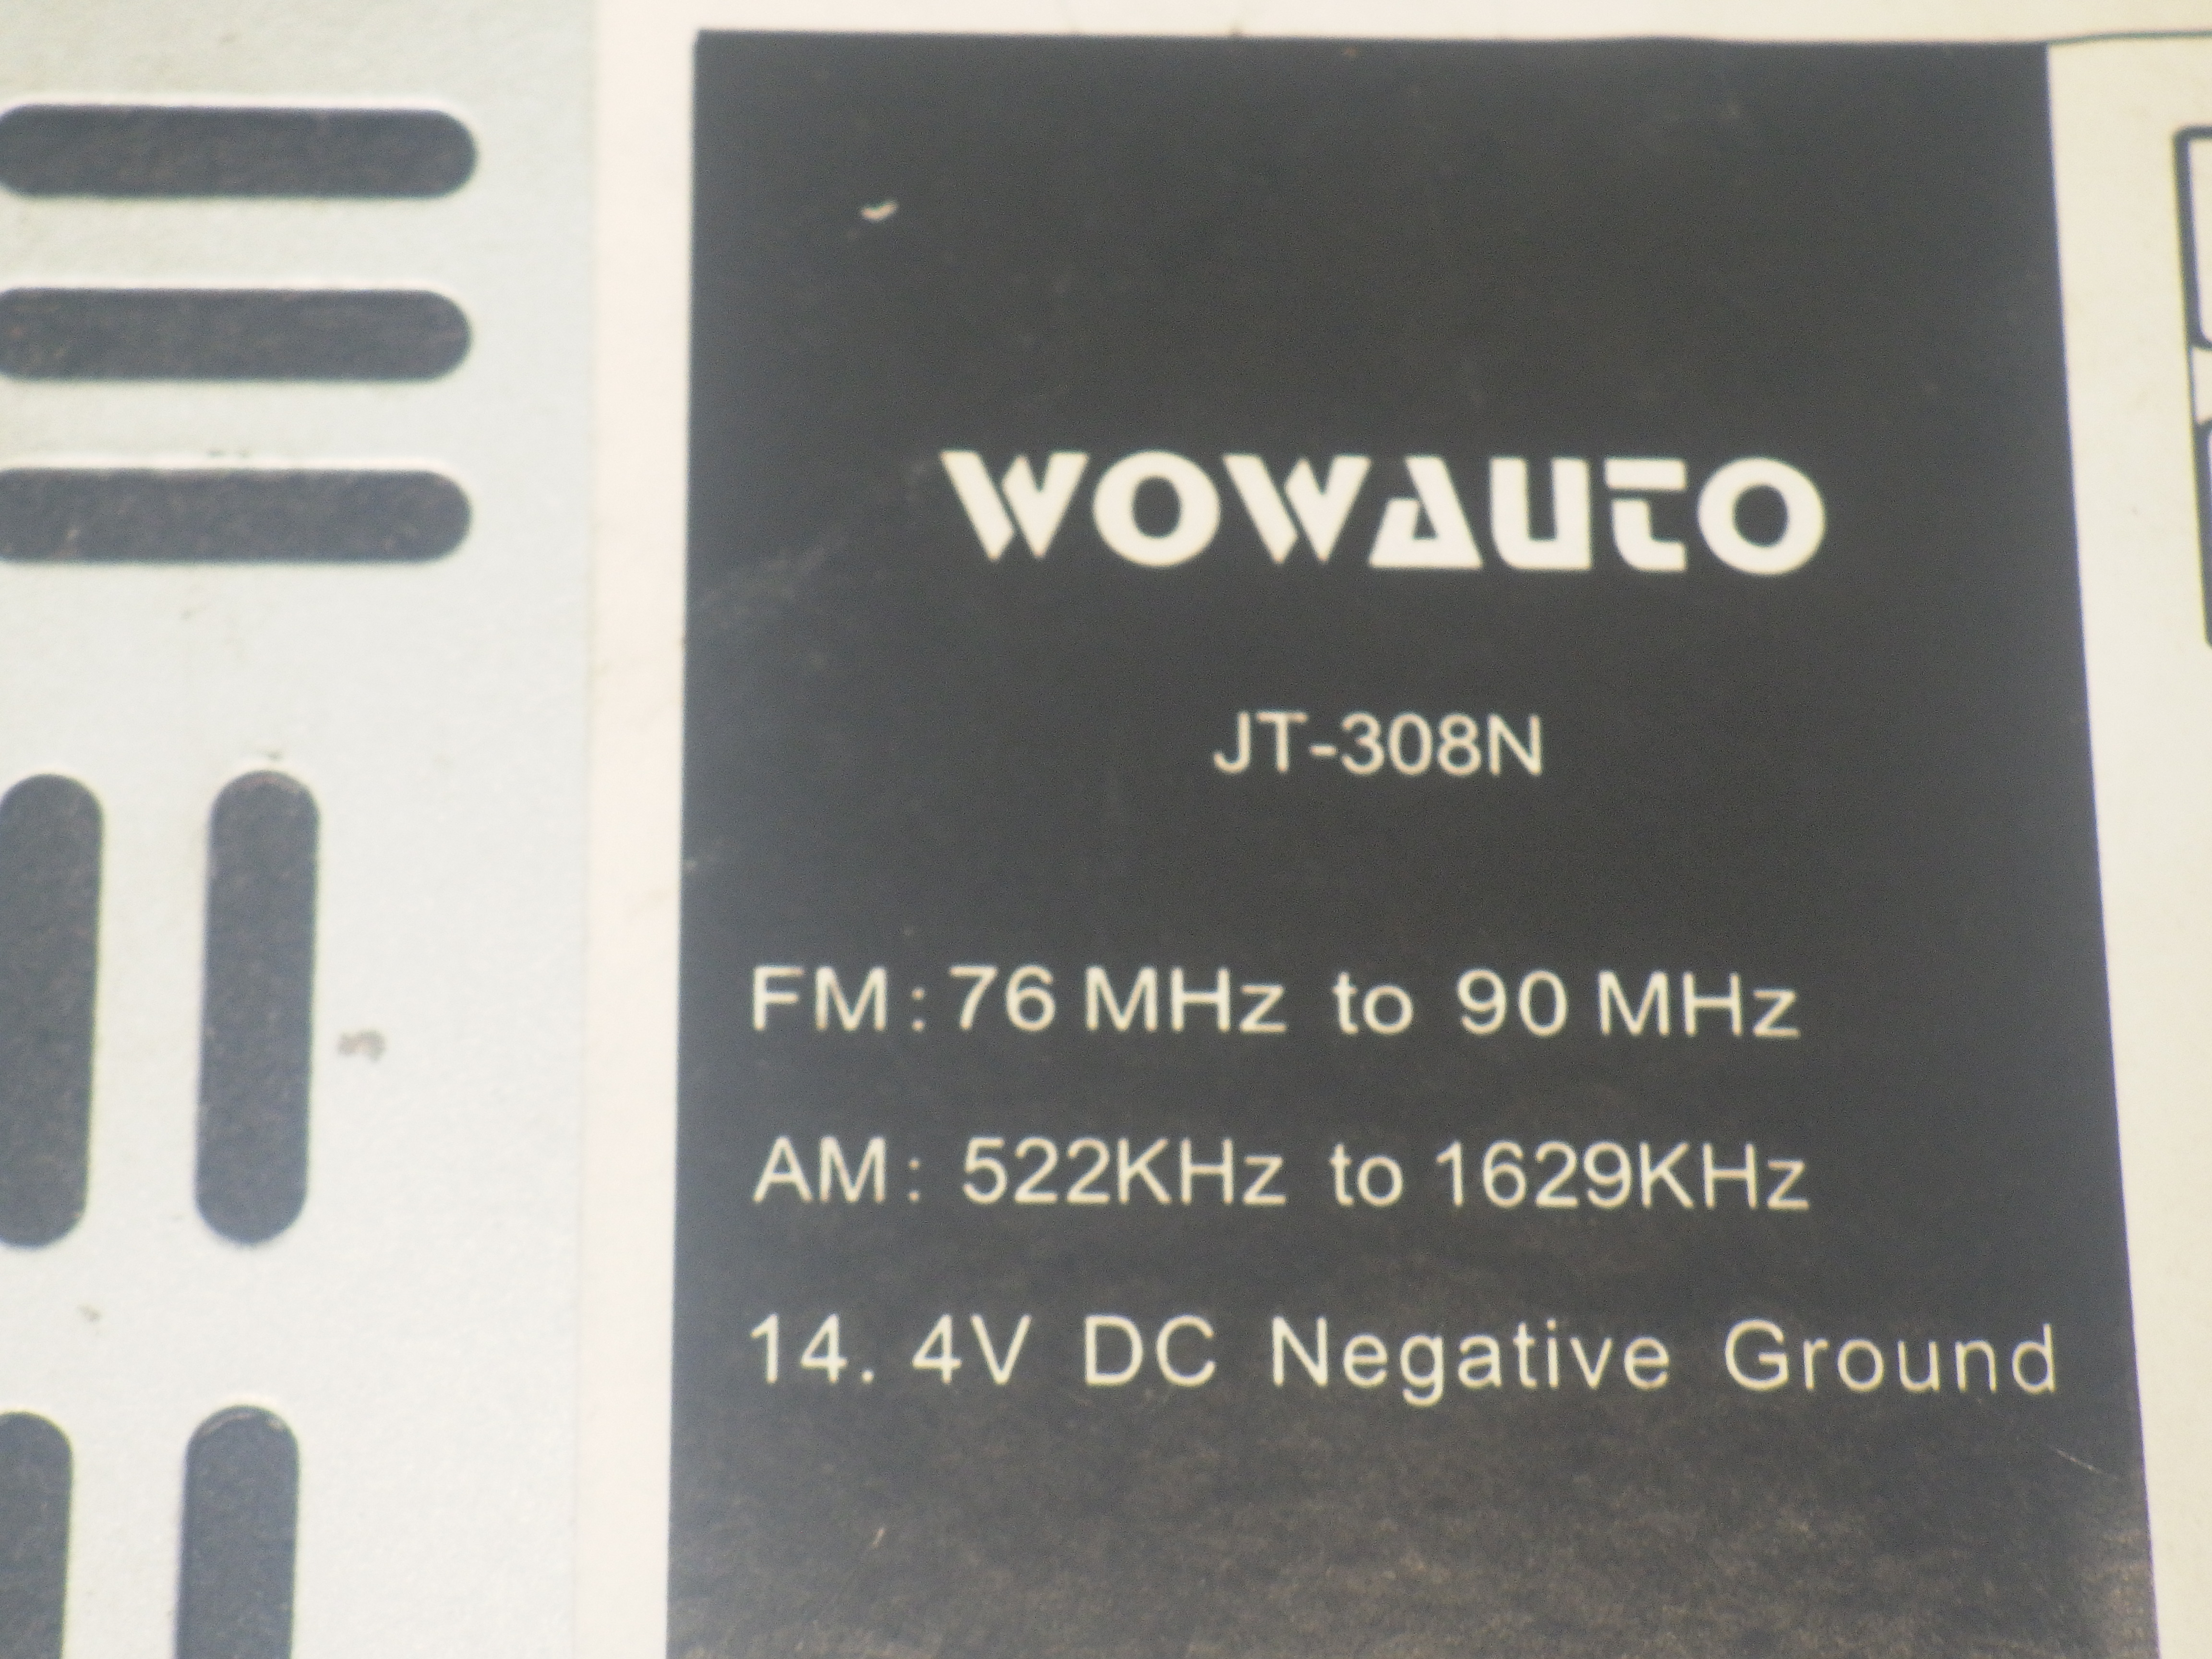 WOWAUTO
JT-308N
FM: 76 MHz to 90 MHz
AM: 522KHz to 1629KHz
14.4V DC Negative Ground